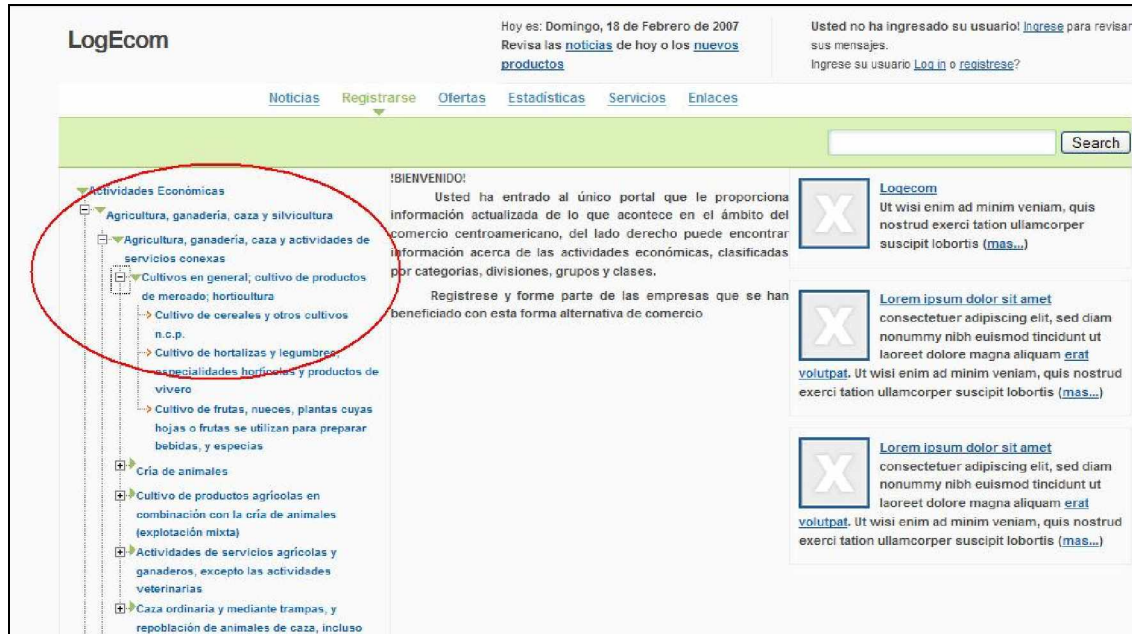 LogEcom
Hoy es: Domingo, 18 de Febrero de 2007
Revisa las noticias de hoy o los nuevos
productos
Usted no ha ingresado su usuario! Ingrese para revisar
sus mensajes.
Ingrese su usuario Log in o registrese?
Noticias Registrarse Ofertas Estadísticas Servicios Enlaces
Search
Actividades Económicas
Agricultura, ganadería, caza y silvicultura
Agricultura, ganadería, caza y actividades de
servicios conexas
Cultivos en general; cultivo de productos
de mercado; horticultura
Cultivo de cereales y otros cultivos
n.c.p.
Cultivo de hortalizas y legumbres,
especialidades hortícolas y productos de
vivero
Cultivo de frutas, nueces, plantas cuyas
hojas o frutas se utilizan para preparar
bebidas, y especias
Cría de animales
Cultivo de productos agrícolas en
combinación con la cría de animales
(explotación mixta)
Actividades de servicios agrícolas y
ganaderos, excepto las actividades
veterinarias
Caza ordinaria y mediante trampas, y
repoblación de animales de caza, incluso
!BIENVENIDO!
Usted ha entrado al único portal que le proporciona
información actualizada de lo que acontece en el ámbito del
comercio centroamericano, del lado derecho puede encontrar
información acerca de las actividades económicas, clasificadas
por categorias, divisiones, grupos y clases.
Registrese y forme parte de las empresas que se han
beneficiado con esta forma alternativa de comercio
Logecom
Ut wisi enim ad minim veniam, quis
nostrud exerci tation ullamcorper
suscipit lobortis (mas...)
Lorem ipsum dolor sit amet
consectetuer adipiscing elit, sed diam
nonummy nibh euismod tincidunt ut
laoreet dolore magna aliquam erat
volutpat. Ut wisi enim ad minim veniam, quis nostrud
exerci tation ullamcorper suscipit lobortis (mas...)
Lorem ipsum dolor sit amet
consectetuer adipiscing elit, sed diam
nonummy nibh euismod tincidunt ut
laoreet dolore magna aliquam erat
volutpat. Ut wisi enim ad minim veniam, quis nostrud
exerci tation ullamcorper suscipit lobortis (mas...)